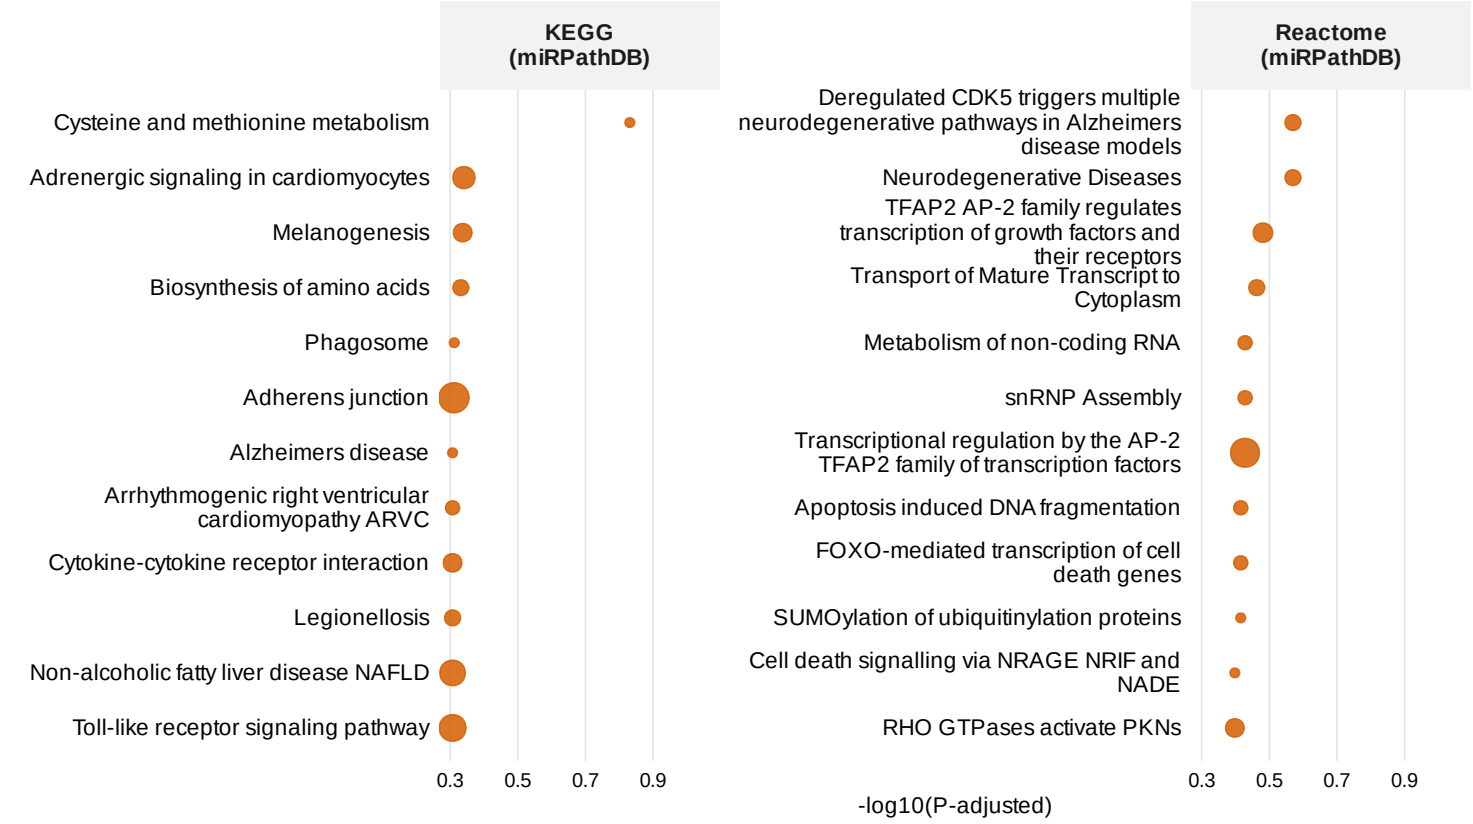 KEGG
(miRPathDB)
Cysteine and methionine metabolism
Adrenergic signaling in cardiomyocytes
Melanogenesis
Biosynthesis of amino acids
Phagosome
Adherens junction
Alzheimers disease
Arrhythmogenic right ventricular
cardiomyopathy ARVC
Cytokine-cytokine receptor interaction
Legionellosis
Non-alcoholic fatty liver disease NAFLD
Toll-like receptor signaling pathway
0.3 0.5 0.7 0.9
Reactome
(miRPathDB)
Deregulated CDK5 triggers multiple
neurodegenerative pathways in Alzheimers
disease models
Neurodegenerative Diseases
TFAP2 AP-2 family regulates
transcription of growth factors and
their receptors
Transport of Mature Transcript to
Cytoplasm
Metabolism of non-coding RNA
snRNP Assembly
Transcriptional regulation by the AP-2
TFAP2 family of transcription factors
Apoptosis induced DNA fragmentation
FOXO-mediated transcription of cell
death genes
SUMOylation of ubiquitinylation proteins
Cell death signalling via NRAGE NRIF and
NADE
RHO GTPases activate PKNs
0.3 0.5 0.7 0.9
-log10(P-adjusted)